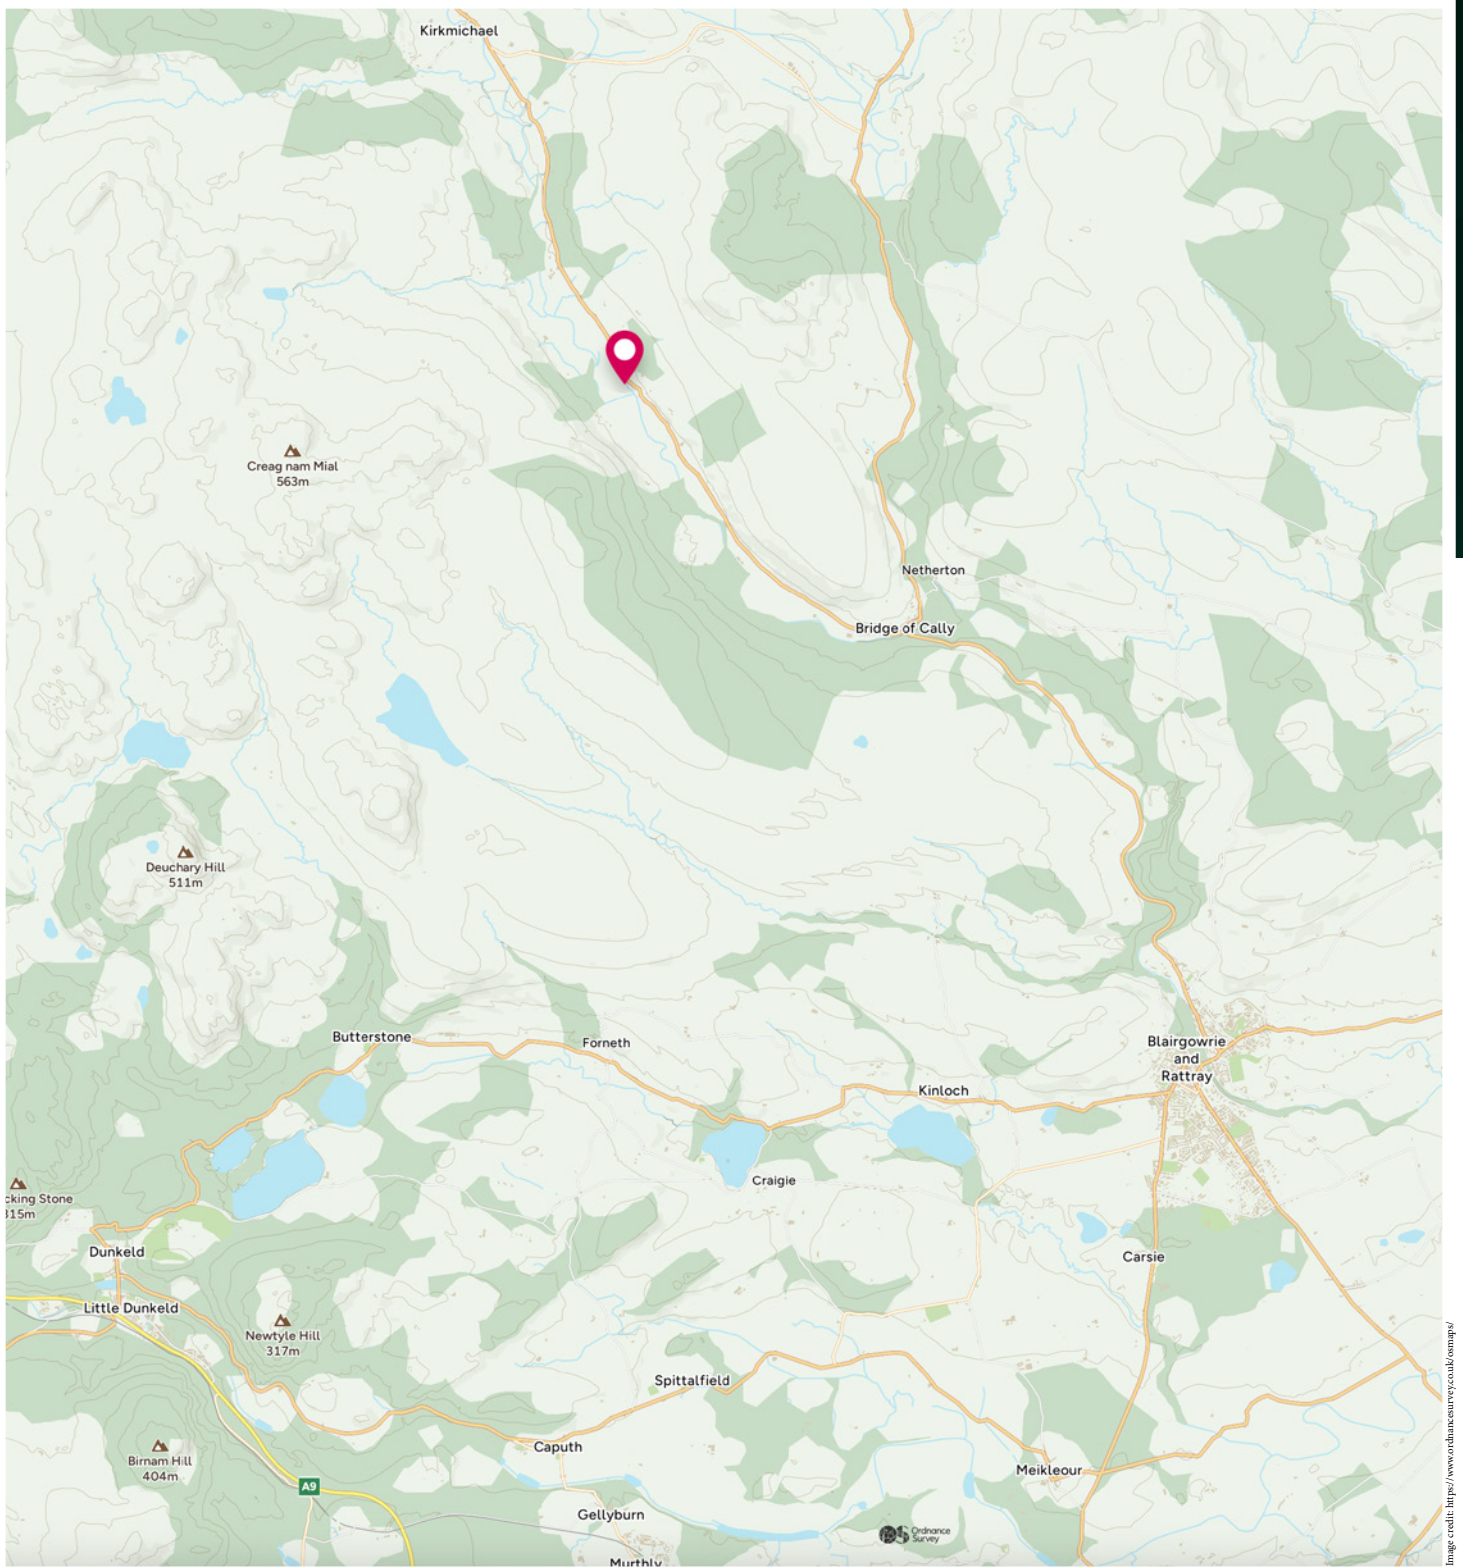 Kirkmichael
Creag nam Mial
563m
Netherton
Bridge of Cally
Deuchary Hill
511m
Butterstone
Forneth
Blairgowrie
and
Rattray
Kinloch
Craigie
cking Stone
315m
Dunkeld
Carsie
Little Dunkeld
Newtyle Hill
317m
Spittalfield
Birnam Hill
404m
Caputh
Meikleour
A9
Gellyburn
OS Ordnance
Survey
Murthly
Image credit: https://www.ordnancesurvey.co.uk/osmaps/